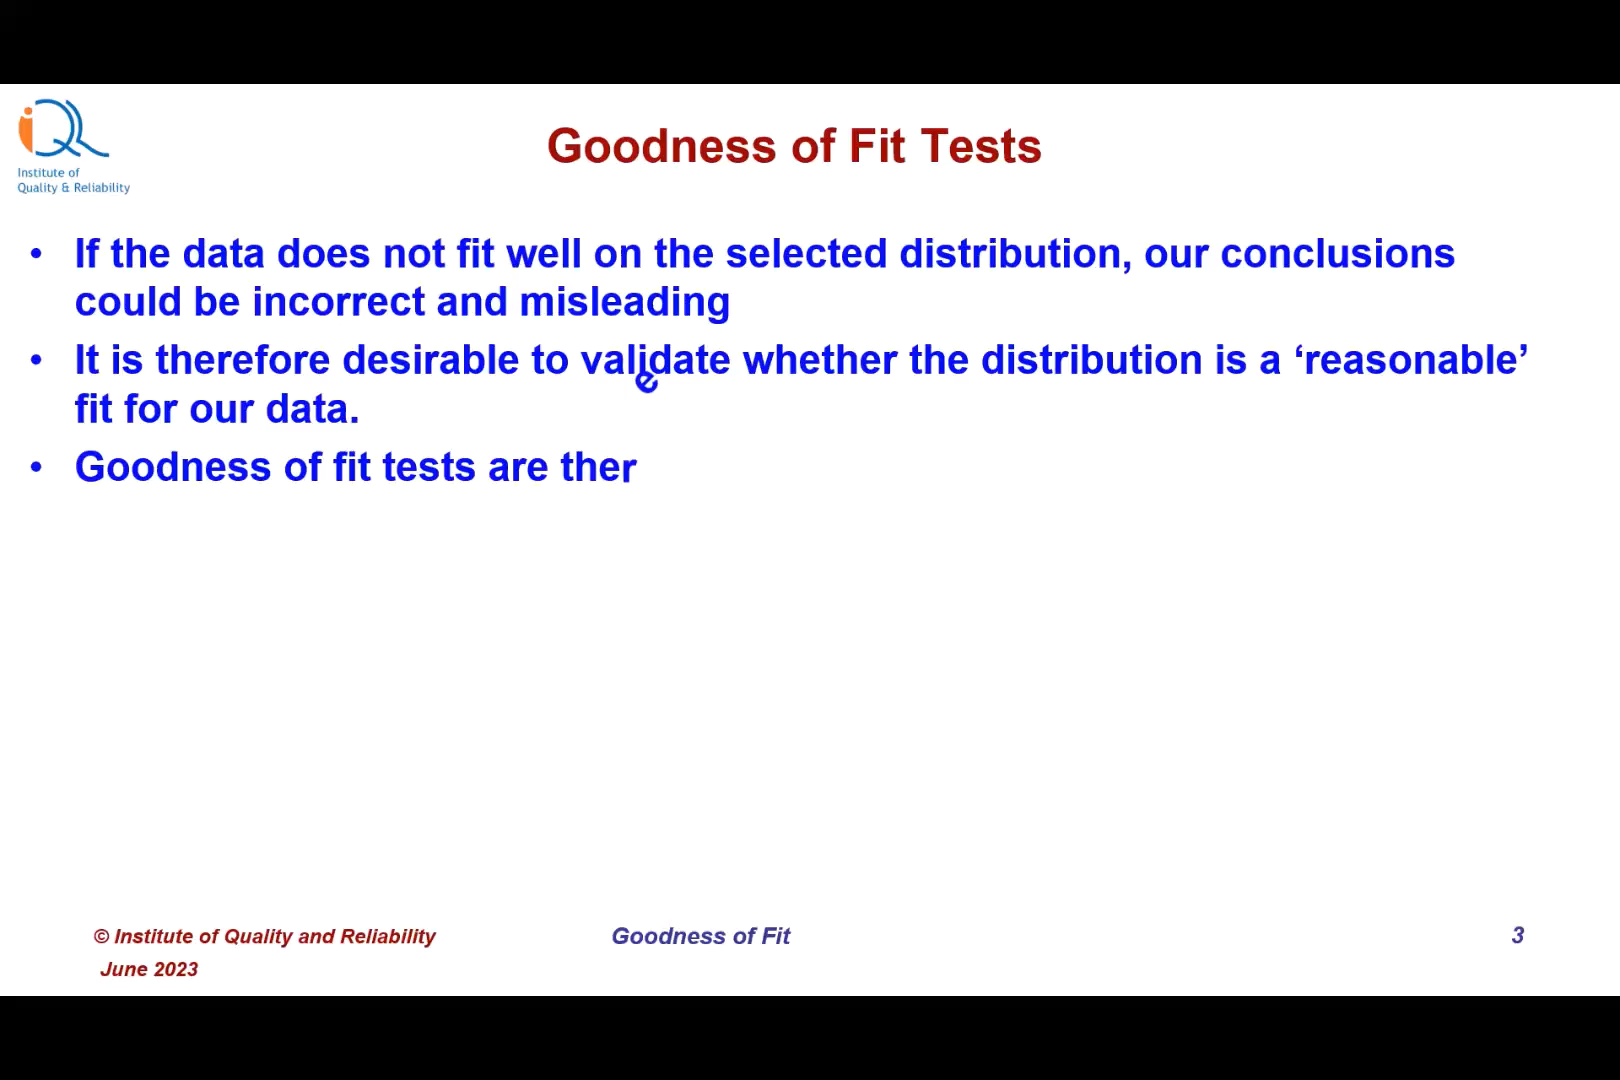 iQ
Institute of
Quality & Reliability
Goodness of Fit Tests
• If the data does not fit well on the selected distribution, our conclusions
could be incorrect and misleading
• It is therefore desirable to validate whether the distribution is a ‘reasonable’
fit for our data.
• Goodness of fit tests are ther
e
© Institute of Quality and Reliability
Goodness of Fit
3
June 2023